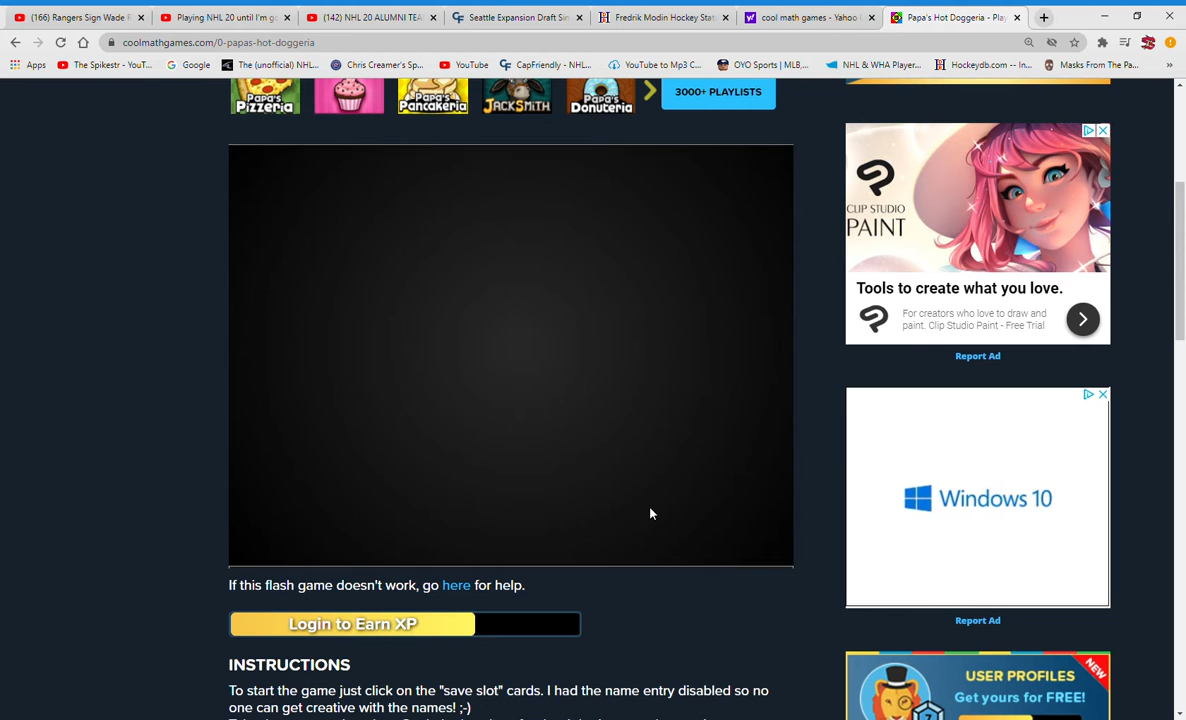 (166) Rangers Sign Wade R
Playing NHL 20 until I'm g
(142) NHL 20 ALUMNI TEA
Seattle Expansion Draft Sin
Fredrik Modin Hockey Stat
cool math games - Yahoo
Papa's Hot Doggeria - Play
coolmathgames.com/0-papas-hot-doggeria
Apps
The Spikestr - YouT...
Google
The (unofficial) NHL...
Chris Creamer's Sp...
YouTube
CapFriendly - NHL...
YouTube to Mp3 C...
OYO Sports | MLB,...
NHL & WHA Player...
Hockeydb.com -- In...
Masks From The Pa...
Papa's Pizzeria
Papa's Pancakeria
JACKSMITH
Papa's Donuteria
3000+ PLAYLISTS
CLIP STUDIO
PAINT
Tools to create what you love.
For creators who love to draw and
paint. Clip Studio Paint - Free Trial
Report Ad
Windows 10
Report Ad
If this flash game doesn't work, go here for help.
Login to Earn XP
INSTRUCTIONS
To start the game just click on the "save slot" cards. I had the name entry disabled so no
one can get creative with the names! ;-)
NEW
USER PROFILES
Get yours for FREE!